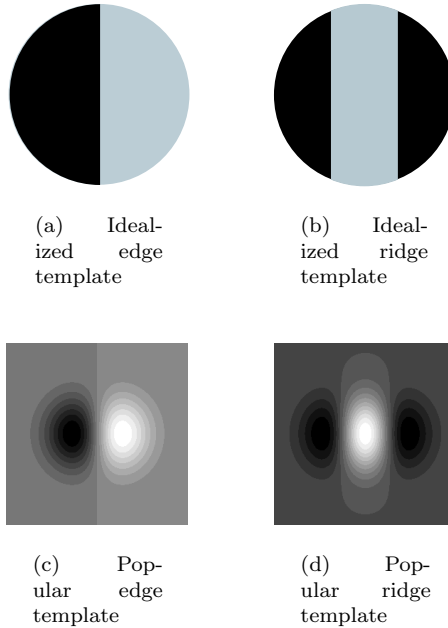 (a) Ideal-
ized edge
template
(b) Ideal-
ized ridge
template
(c) Pop-
ular edge
template
(d) Pop-
ular ridge
template